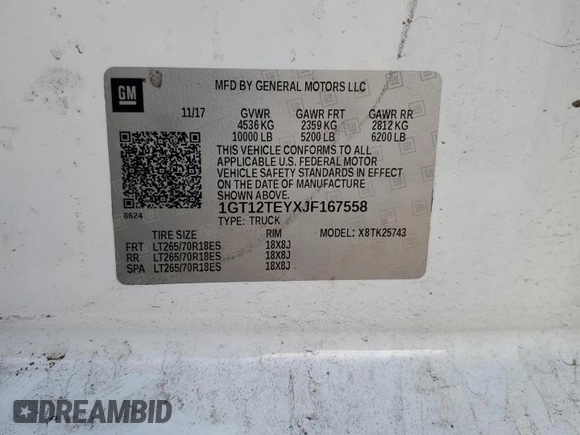 GM
MFD BY GENERAL MOTORS LLC
11/17 GVWR GAWR FRT GAWR RR
4536 KG 2359 KG 2812 KG
10000 LB 5200 LB 6200 LB
THIS VEHICLE CONFORMS TO ALL
APPLICABLE U.S. FEDERAL MOTOR
VEHICLE SAFETY STANDARDS IN EFFECT
ON THE DATE SHOWN ABOVE.
8624
1GT12TEYXJF167558
TYPE: TRUCK
TIRE SIZE RIM MODEL: X8TK25743
FRT LT265/70R18ES 18X8J
RR LT265/70R18ES 18X8J
SPA LT265/70R18ES 18X8J
DREAMBID